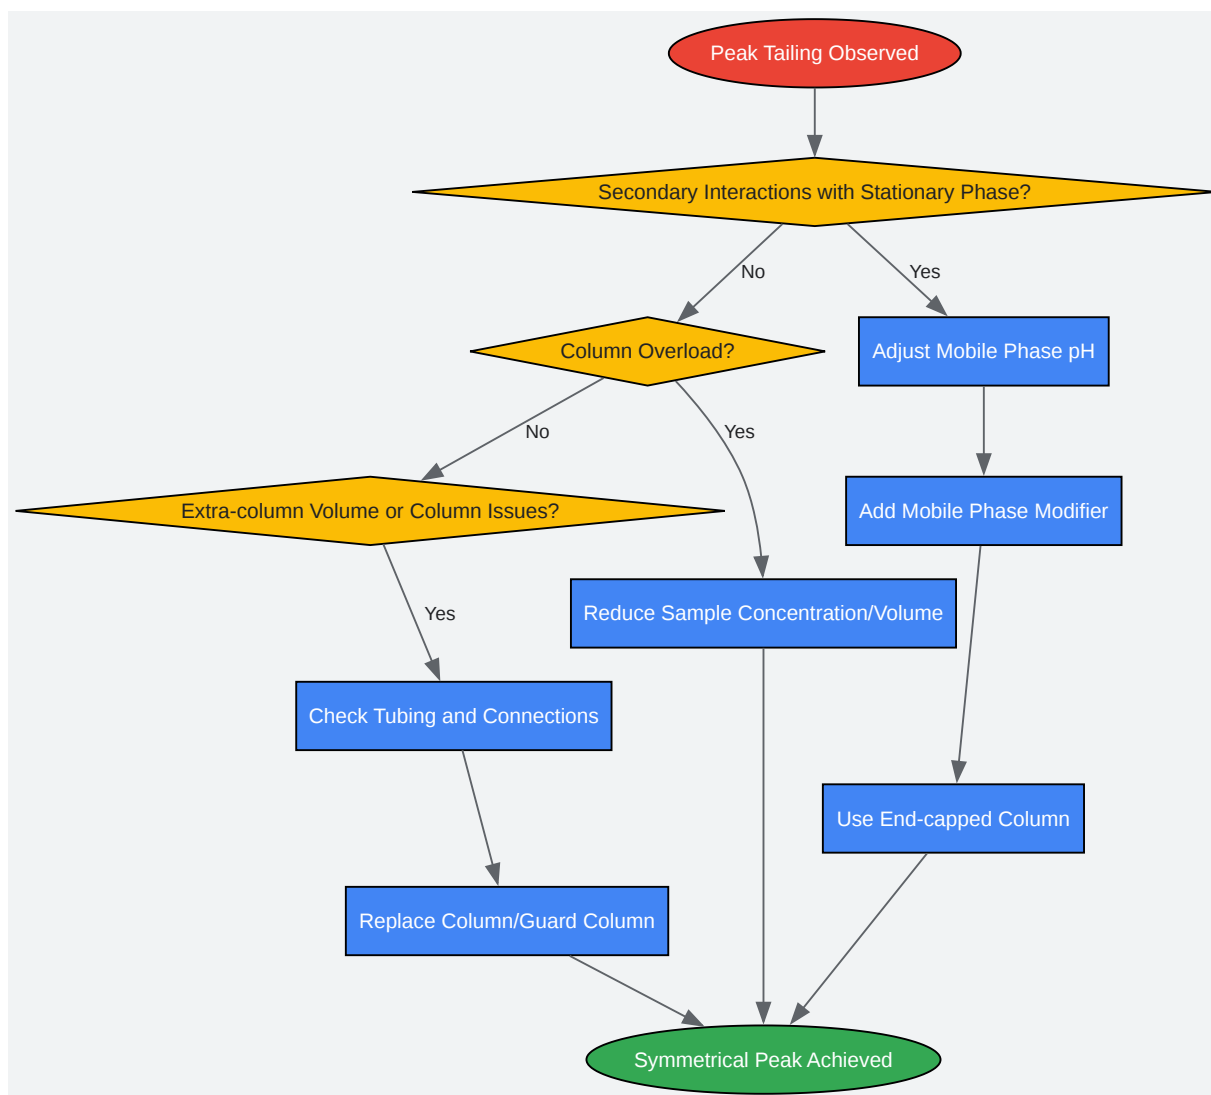 Peak Tailing Observed
Secondary Interactions with Stationary Phase?
No
Yes
Column Overload?
Adjust Mobile Phase pH
No
Yes
Extra-column Volume or Column Issues?
Add Mobile Phase Modifier
Yes
Reduce Sample Concentration/Volume
Check Tubing and Connections
Use End-capped Column
Replace Column/Guard Column
Symmetrical Peak Achieved